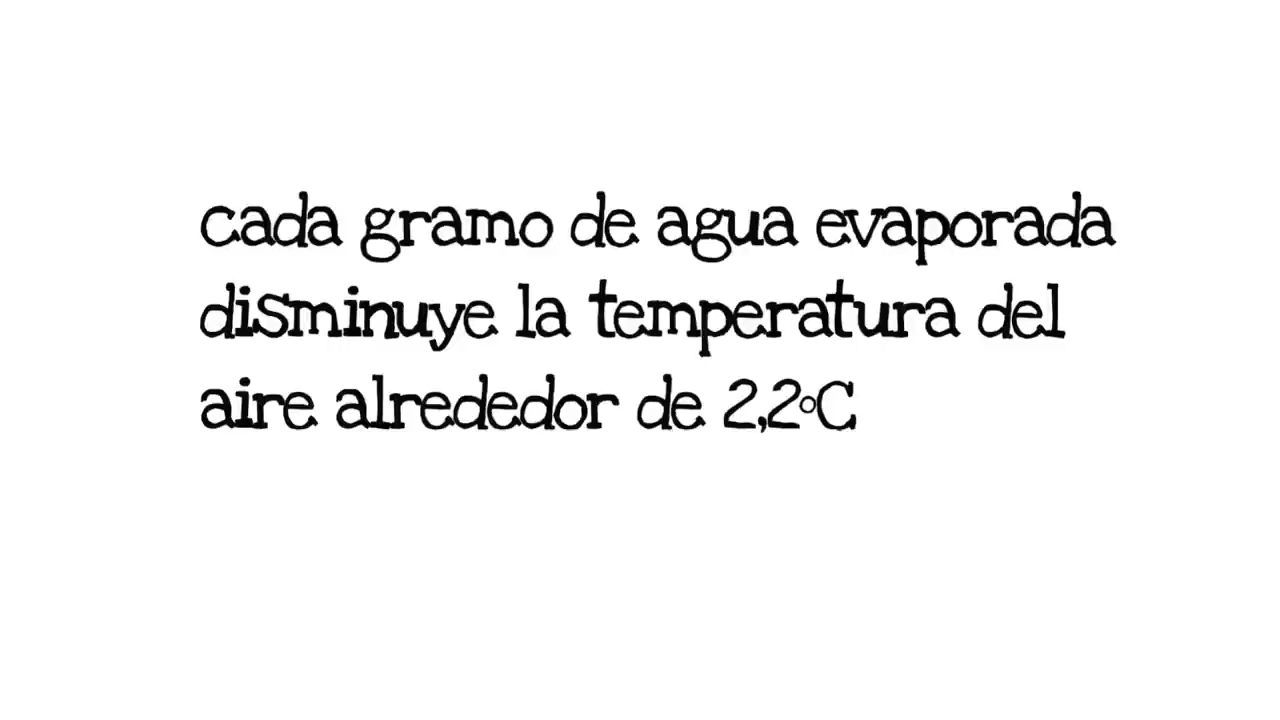 cada gramo de agua evaporada
disminuye la temperatura del
aire alrededor de 2,2°C